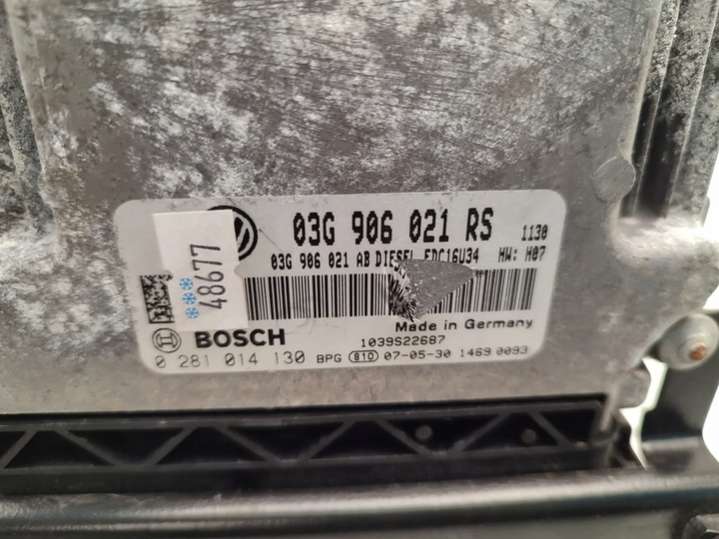 03G 906 021 RS 1130
03G 906 021 AB DIESEL EDC16U34 HW: H07
48677
Made in Germany
BOSCH 1039S22687
0 281 014 130 BPG 810 07-05-30 1469 0093